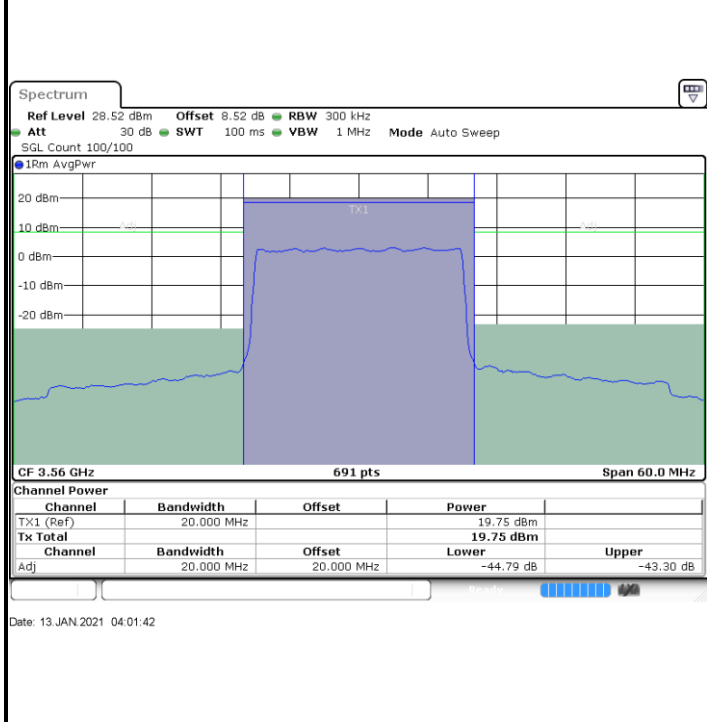 Spectrum
Ref Level 28.52 dBm Offset 8.52 dB RBW 300 kHz
Att 30 dB SWT 100 ms VBW 1 MHz Mode Auto Sweep
SGL Count 100/100
1Rm AvgPwr
20 dBm
TX1
10 dBm Adj Adj
0 dBm
-10 dBm
-20 dBm
CF 3.56 GHz 691 pts Span 60.0 MHz
Channel Power
Channel Bandwidth Offset Power
TX1 (Ref) 20.000 MHz 19.75 dBm
Tx Total 19.75 dBm
Channel Bandwidth Offset Lower Upper
Adj 20.000 MHz 20.000 MHz -44.79 dB -43.30 dB
Ready
Date: 13.JAN.2021 04:01:42